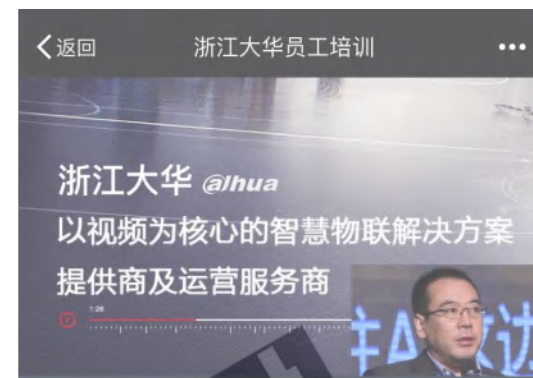 返回 浙江大华员工培训
浙江大华 alhua
以视频为核心的智慧物联解决方案
提供商及运营服务商
1:25